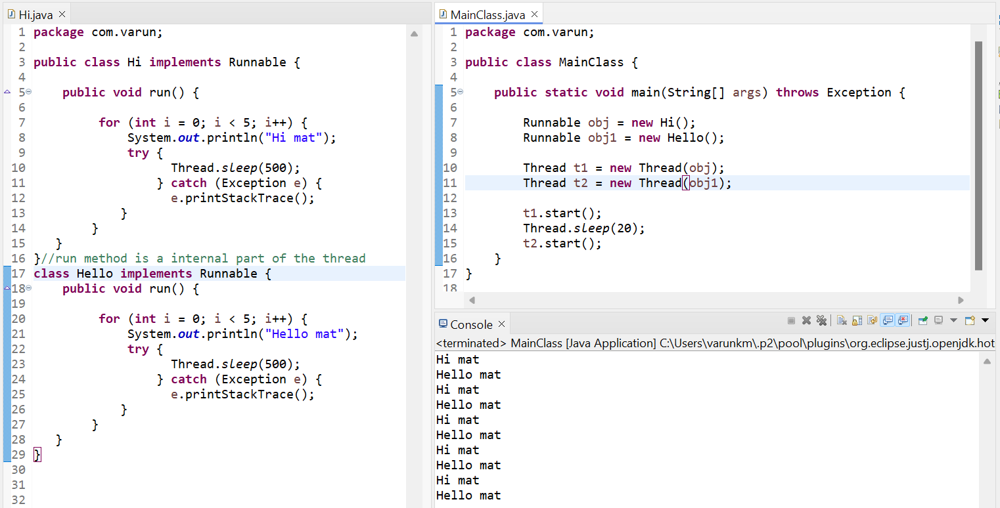 Hi.java
1 package com.varun;
2
3 public class Hi implements Runnable {
4
5     public void run() {
6
7          for (int i = 0; i < 5; i++) {
8              System.out.println("Hi mat");
9              try {
10                   Thread.sleep(500);
11                 } catch (Exception e) {
12                   e.printStackTrace();
13            }
14        }
15   }
16 }//run method is a internal part of the thread
17 class Hello implements Runnable {
18    public void run() {
19
20         for (int i = 0; i < 5; i++) {
21             System.out.println("Hello mat");
22             try {
23                   Thread.sleep(500);
24                 } catch (Exception e) {
25                   e.printStackTrace();
26            }
27        }
28   }
29 }
30
31
32
MainClass.java
1 package com.varun;
2
3 public class MainClass {
4
5     public static void main(String[] args) throws Exception {
6
7         Runnable obj = new Hi();
8         Runnable obj1 = new Hello();
9
10        Thread t1 = new Thread(obj);
11        Thread t2 = new Thread(obj1);
12
13        t1.start();
14        Thread.sleep(20);
15        t2.start();
16    }
17 }
18
Console
<terminated> MainClass [Java Application] C:\Users\varunkm\.p2\pool\plugins\org.eclipse.justj.openjdk.hot
Hi mat
Hello mat
Hi mat
Hello mat
Hi mat
Hello mat
Hi mat
Hello mat
Hi mat
Hello mat